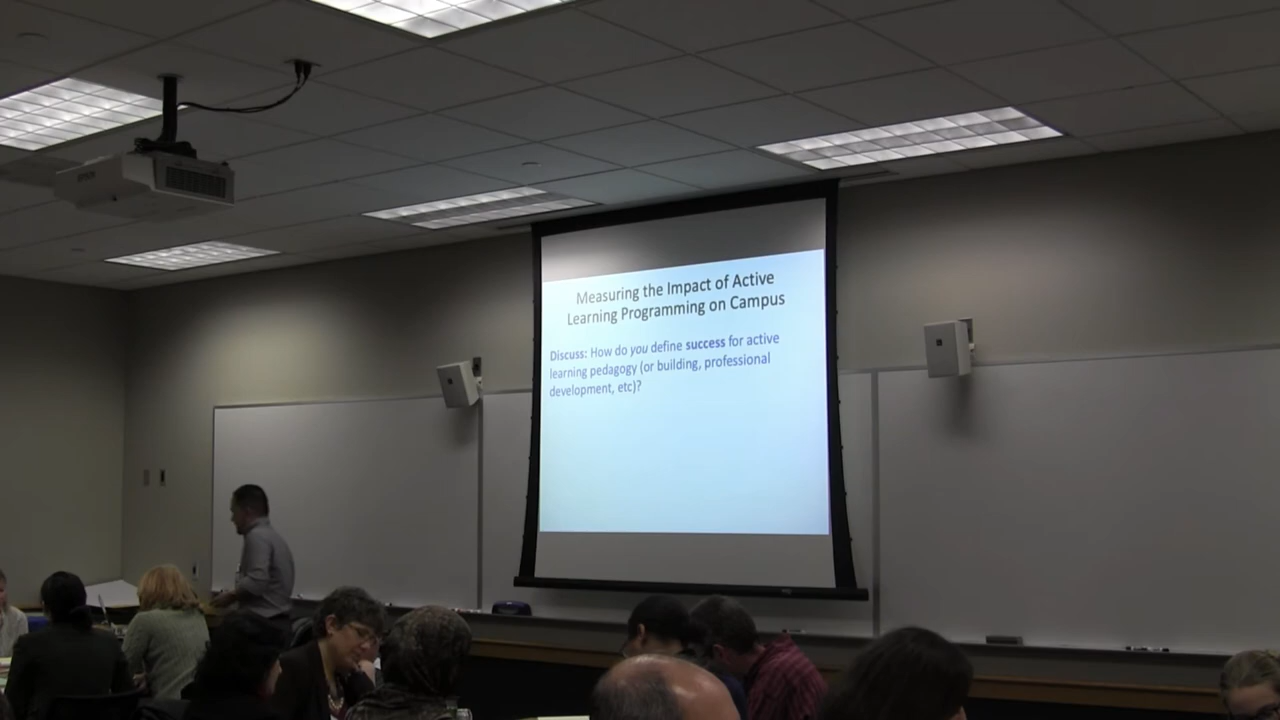 Measuring the Impact of Active
Learning Programming on Campus
Discuss: How do you define success for active
learning pedagogy (or building, professional
development, etc)?
EPSON